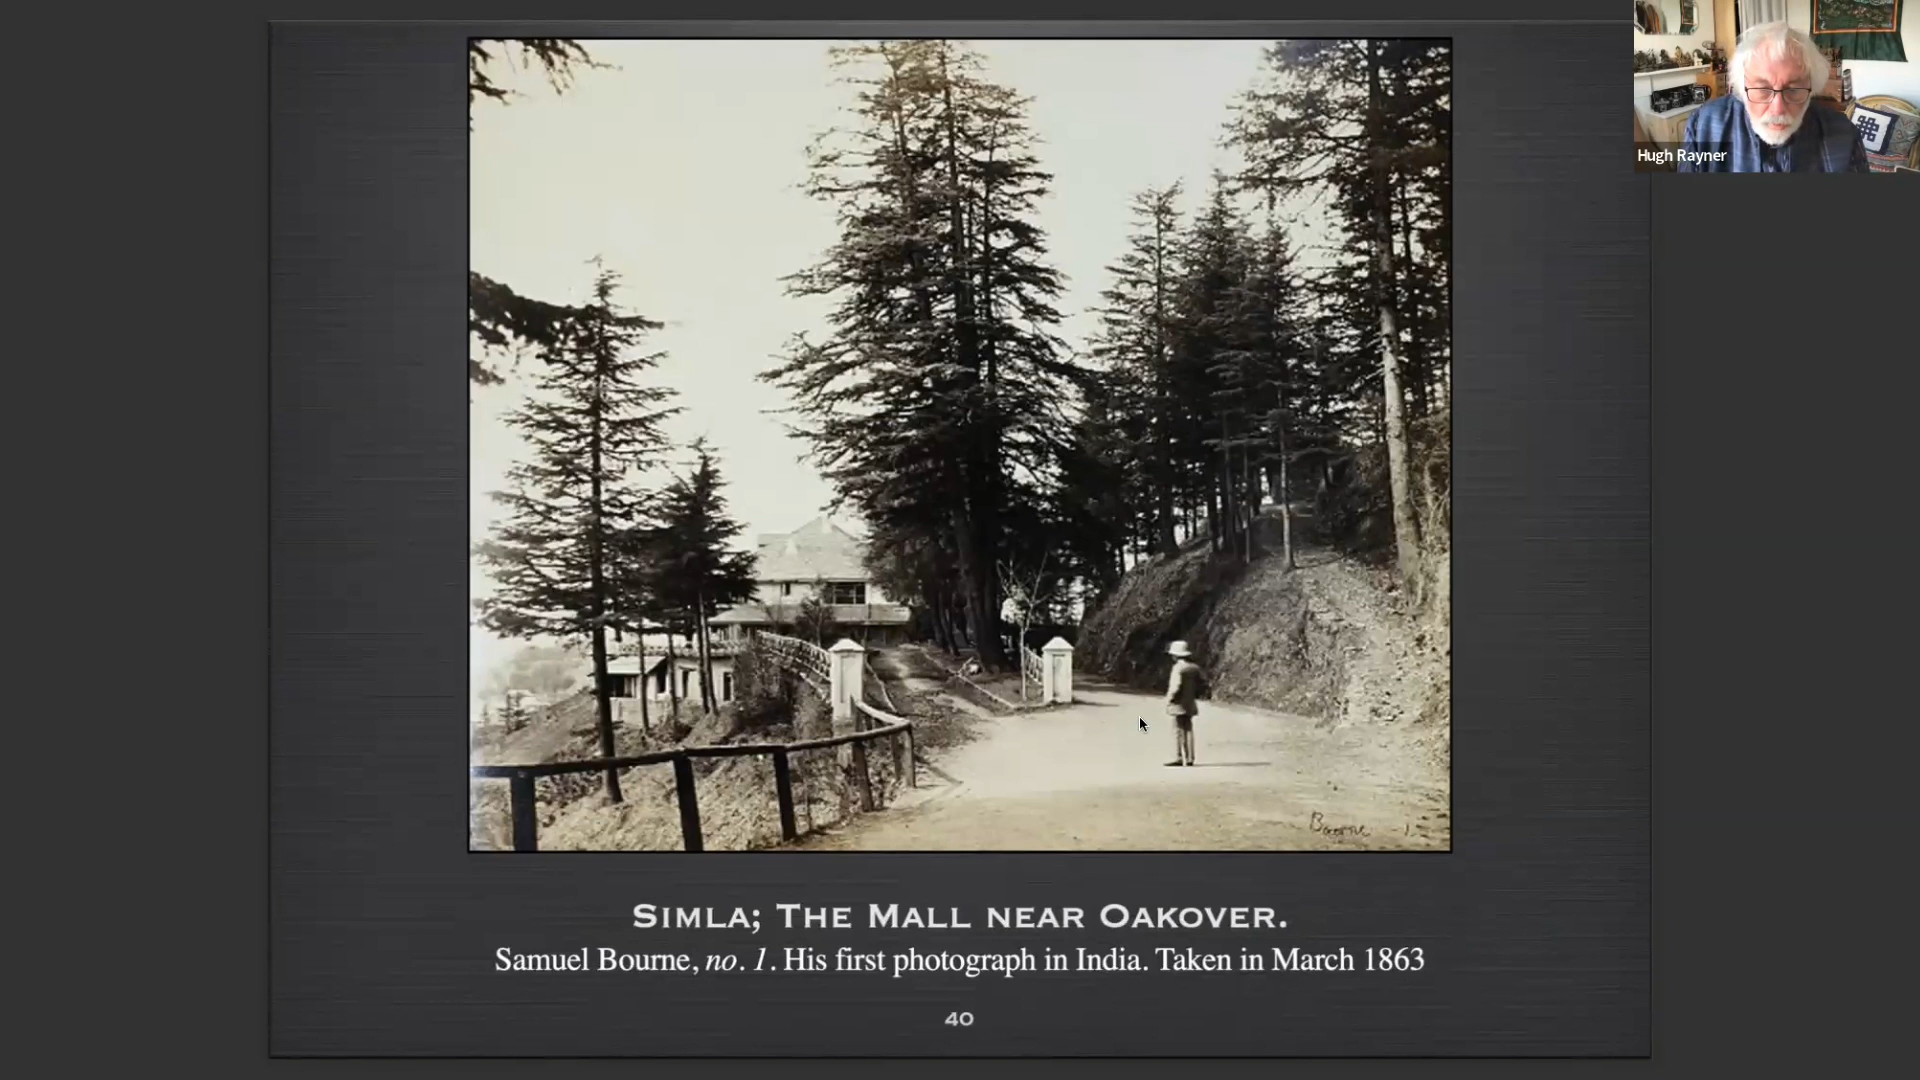 Hugh Rayner
Bourne 1.
SIMLA; THE MALL NEAR OAKOVER.
Samuel Bourne, no. 1. His first photograph in India. Taken in March 1863
40